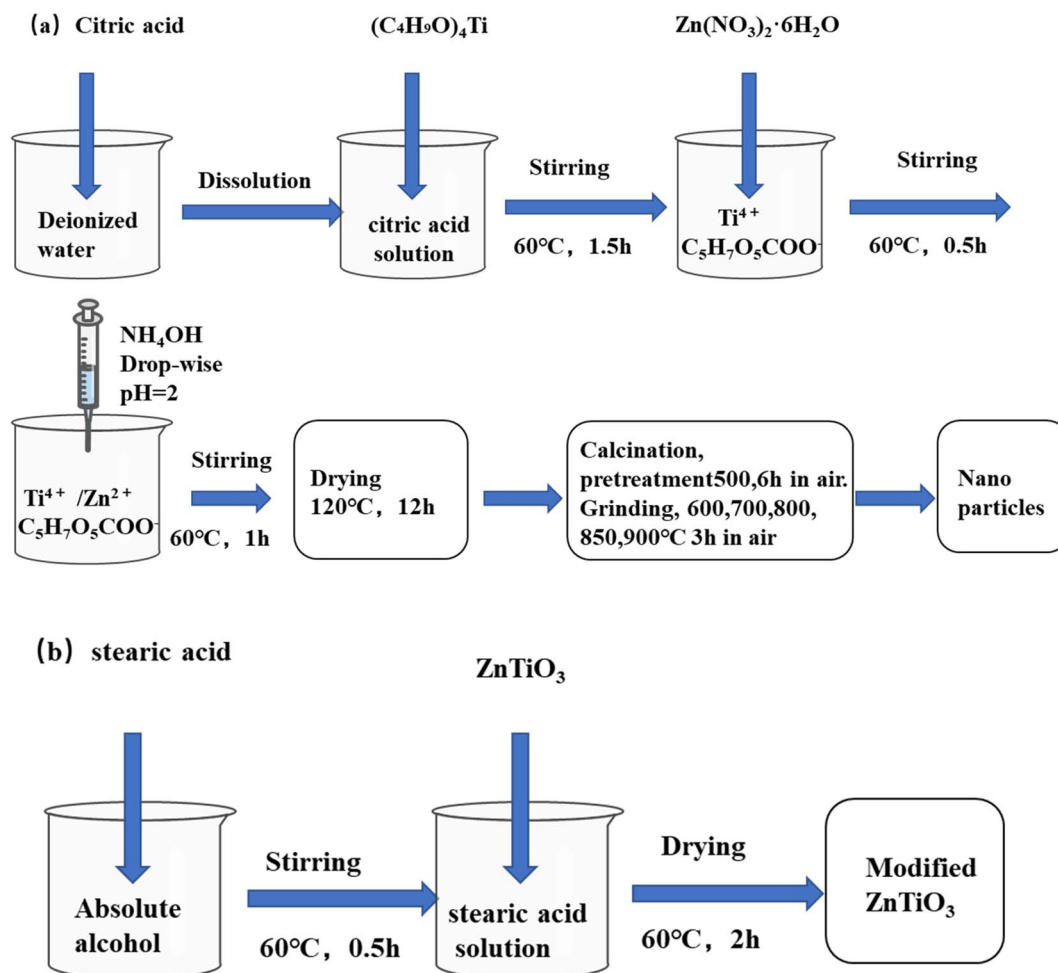 (a) Citric acid
(C4H9O)4Ti
Zn(NO3)2·6H2O
Deionized
water
Dissolution
citric acid
solution
Stirring
60℃, 1.5h
Ti⁴⁺
C₅H₇O₅COO⁻
Stirring
60℃, 0.5h
NH₄OH
Drop-wise
pH=2
Ti⁴⁺ /Zn²⁺
C₅H₇O₅COO⁻
Stirring
60℃, 1h
Drying
120℃, 12h
Calcination,
pretreatment500,6h in air.
Grinding, 600,700,800,
850,900℃ 3h in air
Nano
particles
(b) stearic acid
ZnTiO₃
Absolute
alcohol
Stirring
60℃, 0.5h
stearic acid
solution
Drying
60℃, 2h
Modified
ZnTiO₃